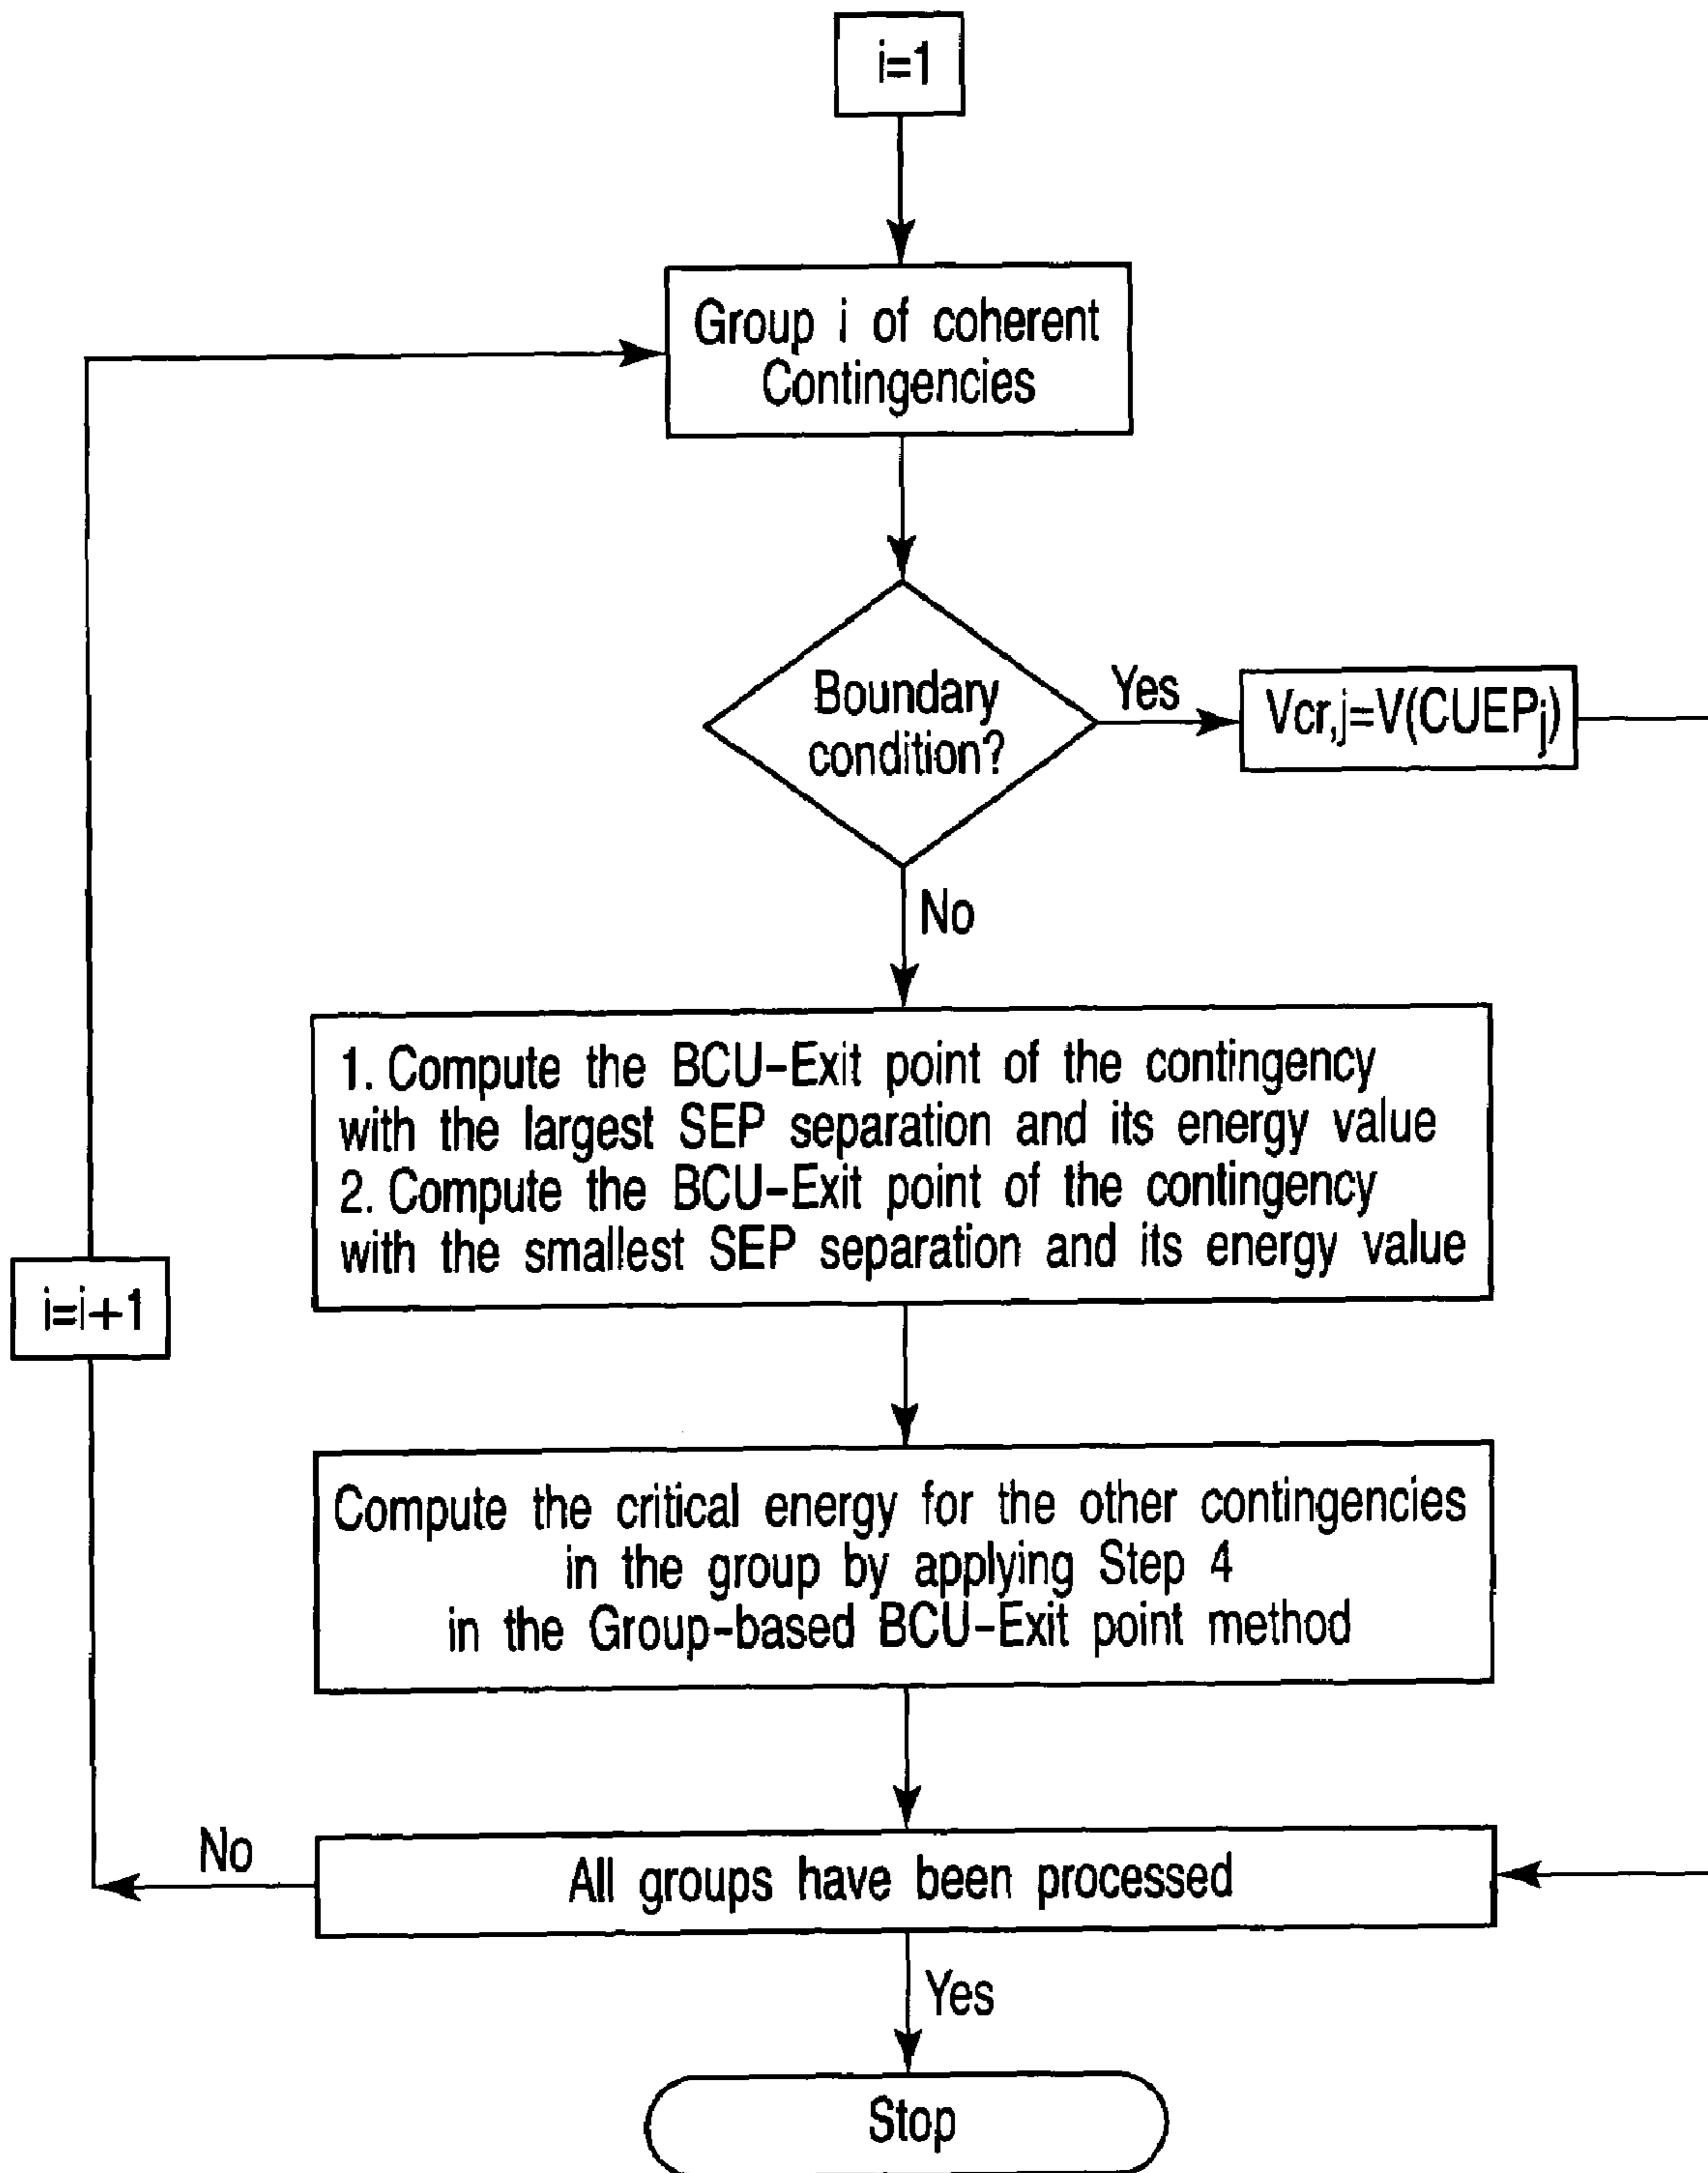 i=1
Group i of coherent
Contingencies
Boundary
condition?
Yes
Vcr,j=V(CUEPj)
No
1. Compute the BCU-Exit point of the contingency
with the largest SEP separation and its energy value
2. Compute the BCU-Exit point of the contingency
with the smallest SEP separation and its energy value
i=i+1
Compute the critical energy for the other contingencies
in the group by applying Step 4
in the Group-based BCU-Exit point method
No
All groups have been processed
Yes
Stop